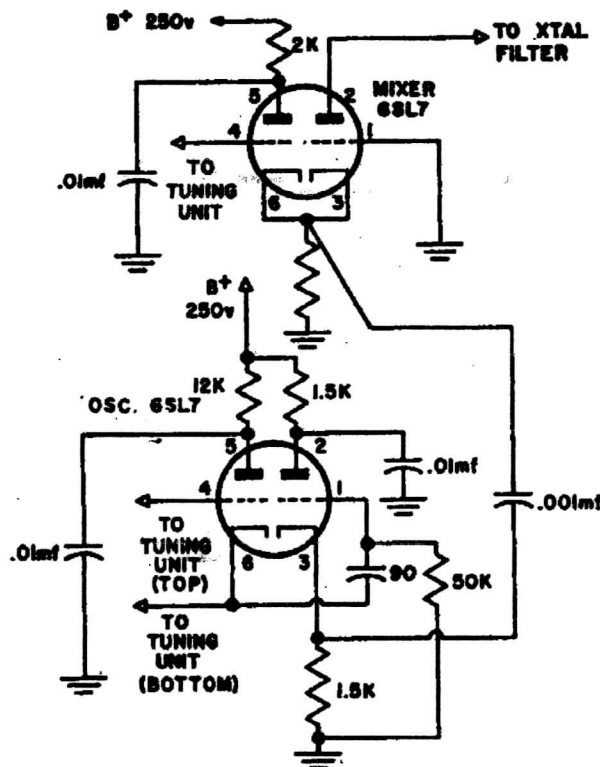 B+ 250v
2K
TO XTAL
FILTER
5
2
MIXER
6SL7
4
1
.01mf
TO
TUNING
UNIT
6
3
B+
250v
12K
1.5K
OSC. 6SL7
5
2
.01mf
4
1
.001mf
TO
TUNING
UNIT
(TOP)
6
3
90
50K
.01mf
TO
TUNING
UNIT
(BOTTOM)
1.5K